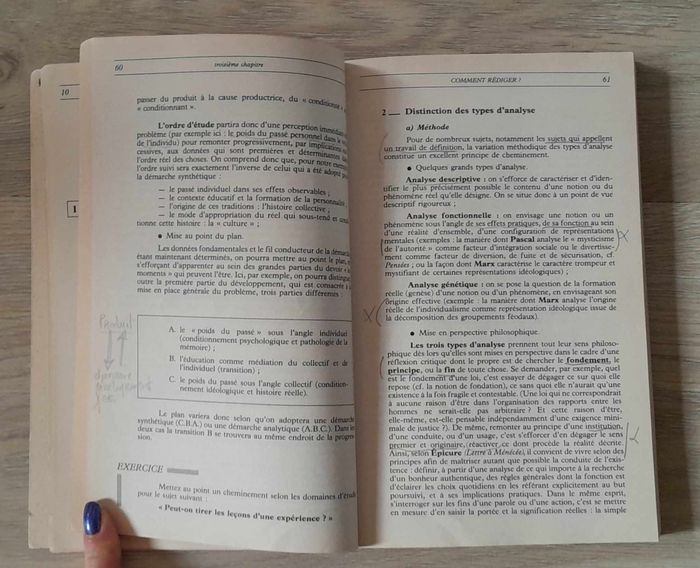 10
60
troisième chapitre
passer du produit à la cause productrice, du « conditionné »
« conditionnant ».
L'ordre d'étude partira donc d'une perception immédiate
problème (par exemple ici : le poids du passé personnel dans la
de l'individu) pour remonter progressivement, par implications
cessives, aux données qui sont premières et déterminantes
l'ordre réel des choses. On comprend donc que, pour notre exemple
l'ordre suivi sera exactement l'inverse de celui qui a été adopté pour
la démarche synthétique :
— le passé individuel dans ses effets observables ;
— le contexte éducatif et la formation de la personnalité ;
— l'origine de ces traditions : l'histoire collective ;
— le mode d'appropriation du réel qui sous-tend et condi-
tionne cette histoire : la « culture » ;
• Mise au point du plan.
Les données fondamentales et le fil conducteur de la démarche
étant maintenant déterminés, on pourra mettre au point le plan,
s'efforçant d'apparenter au sein des grandes parties du devoir « les
moments » qui peuvent l'être. Ici, par exemple, on pourra distinguer
outre la première partie du développement, qui est consacrée à
mise en place générale du problème, trois parties différentes :
Produit
A. le « poids du passé » sous l'angle individuel
(conditionnement psychologique et pathologie de la
mémoire) ;
B. l'éducation comme médiation du collectif et de
l'individu (transition) ;
C. le poids du passé sous l'angle collectif (condition-
nement idéologique et histoire réelle).
Le plan variera donc selon qu'on adoptera une démarche
synthétique (C.B.A.) ou une démarche analytique (A.B.C.). Dans les
deux cas la transition B se trouvera au même endroit de la progres-
sion.
EXERCICE
Mettez au point un cheminement selon les domaines d'étude
pour le sujet suivant :
« Peut-on tirer les leçons d'une expérience ? »
COMMENT RÉDIGER ?
61
2 — Distinction des types d'analyse
a) Méthode
Pour de nombreux sujets, notamment les sujets qui appellent
un travail de définition, la variation méthodique des types d'analyse
constitue un excellent principe de cheminement.
• Quelques grands types d'analyse.
Analyse descriptive : on s'efforce de caractériser et d'iden-
tifier le plus précisément possible le contenu d'une notion ou du
phénomène réel qu'elle désigne. On se situe donc à un point de vue
descriptif rigoureux ;
Analyse fonctionnelle : on envisage une notion ou un
phénomène sous l'angle de ses effets pratiques, de sa fonction au sein
d'une réalité d'ensemble, d'une configuration de représentations
mentales (exemples : la manière dont Pascal analyse le « mysticisme
de l'autorité » comme facteur d'intégration sociale ou le divertisse-
ment comme facteur de diversion, de fuite et de sécurisation, cf.
Pensées ; ou la façon dont Marx caractérise le caractère trompeur et
mystifiant de certaines représentations idéologiques) ;
Analyse génétique : on se pose la question de la formation
réelle (genèse) d'une notion ou d'un phénomène, en envisageant son
origine effective (exemple : la manière dont Marx analyse l'origine
réelle de l'individualisme comme représentation idéologique issue de
la décomposition des groupements féodaux).
• Mise en perspective philosophique.
Les trois types d'analyse prennent tout leur sens philoso-
phique dès lors qu'elles sont mises en perspective dans le cadre d'une
réflexion critique dont le propre est de chercher le fondement, le
principe, ou la fin de toute chose. Se demander, par exemple, quel
est le fondement d'une loi, c'est essayer de dégager ce sur quoi elle
repose (cf. la notion de fondation), ce sans quoi elle n'aurait qu'une
existence à la fois fragile et contestable. (Une loi qui ne correspondrait
à aucune raison d'être dans l'organisation des rapports entre les
hommes ne serait-elle pas arbitraire ? Et cette raison d'être,
elle-même, est-elle pensable indépendamment d'une exigence mini-
male de justice ?). De même, remonter au principe d'une institution,
d'une conduite, ou d'un usage, c'est s'efforcer d'en dégager le sens
premier et originaire, réactiver ce dont procède la réalité décrite.
Ainsi, selon Épicure (Lettre à Ménécée), il convient de vivre selon des
principes afin de maîtriser autant que possible la conduite de l'exis-
tence : définir, à partir d'une analyse de ce qui importe à la recherche
d'un bonheur authentique, des règles générales dont la fonction est
d'éclairer les choix quotidiens en les référant explicitement au but
poursuivi, et à ses implications pratiques. Dans le même esprit,
s'interroger sur les fins d'une parole ou d'une action, c'est se mettre
en mesure d'en saisir la portée et la signification réelles : la simple